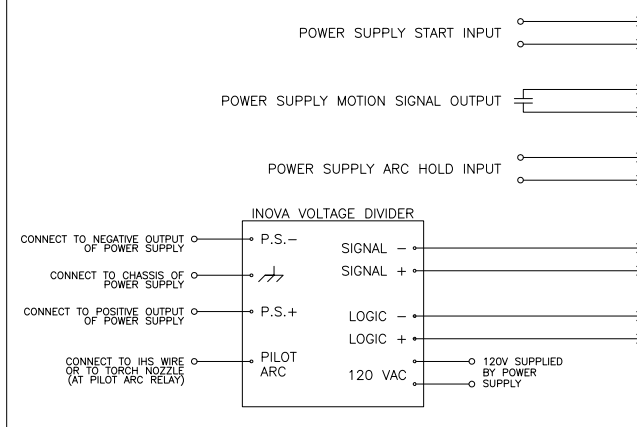 POWER SUPPLY START INPUT
POWER SUPPLY MOTION SIGNAL OUTPUT
POWER SUPPLY ARC HOLD INPUT
INOVA VOLTAGE DIVIDER
CONNECT TO NEGATIVE OUTPUT
OF POWER SUPPLY
P.S.-
CONNECT TO CHASSIS OF
POWER SUPPLY
CONNECT TO POSITIVE OUTPUT
OF POWER SUPPLY
P.S.+
CONNECT TO IHS WIRE
OR TO TORCH NOZZLE
(AT PILOT ARC RELAY)
PILOT
ARC
SIGNAL -
SIGNAL +
LOGIC -
LOGIC +
120 VAC
120V SUPPLIED
BY POWER
SUPPLY